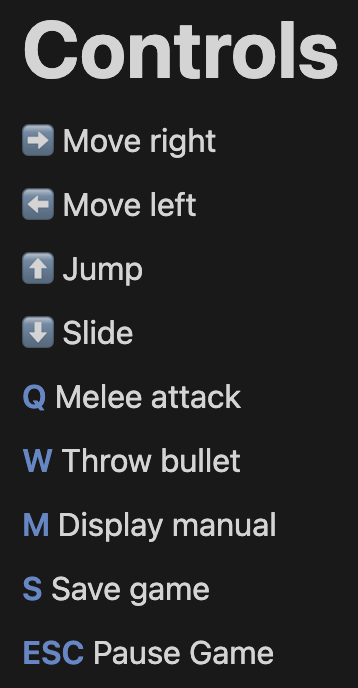 Controls
➡️ Move right
⬅️ Move left
⬆️ Jump
⬇️ Slide
Q Melee attack
W Throw bullet
M Display manual
S Save game
ESC Pause Game